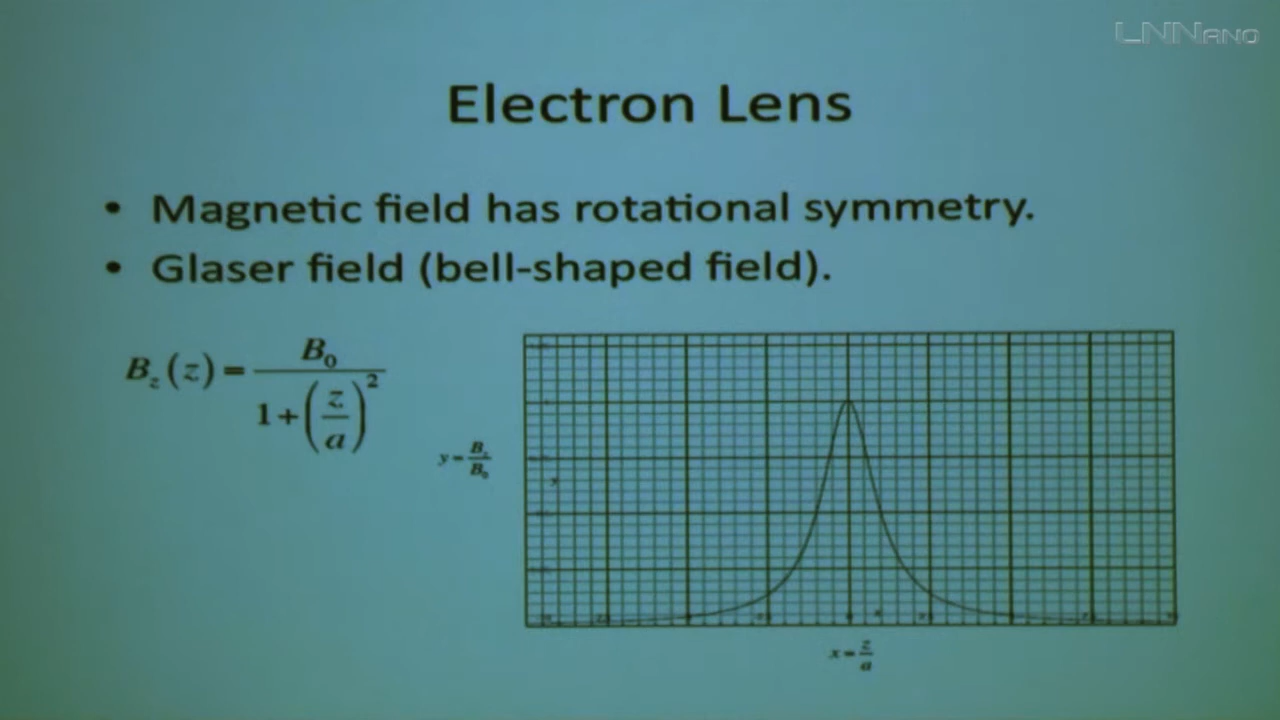 LNNano
Electron Lens
• Magnetic field has rotational symmetry.
• Glaser field (bell-shaped field).
B_z(z) = B_0 / (1 + (z/a)^2)
y = B_z/B_0
x = z/a